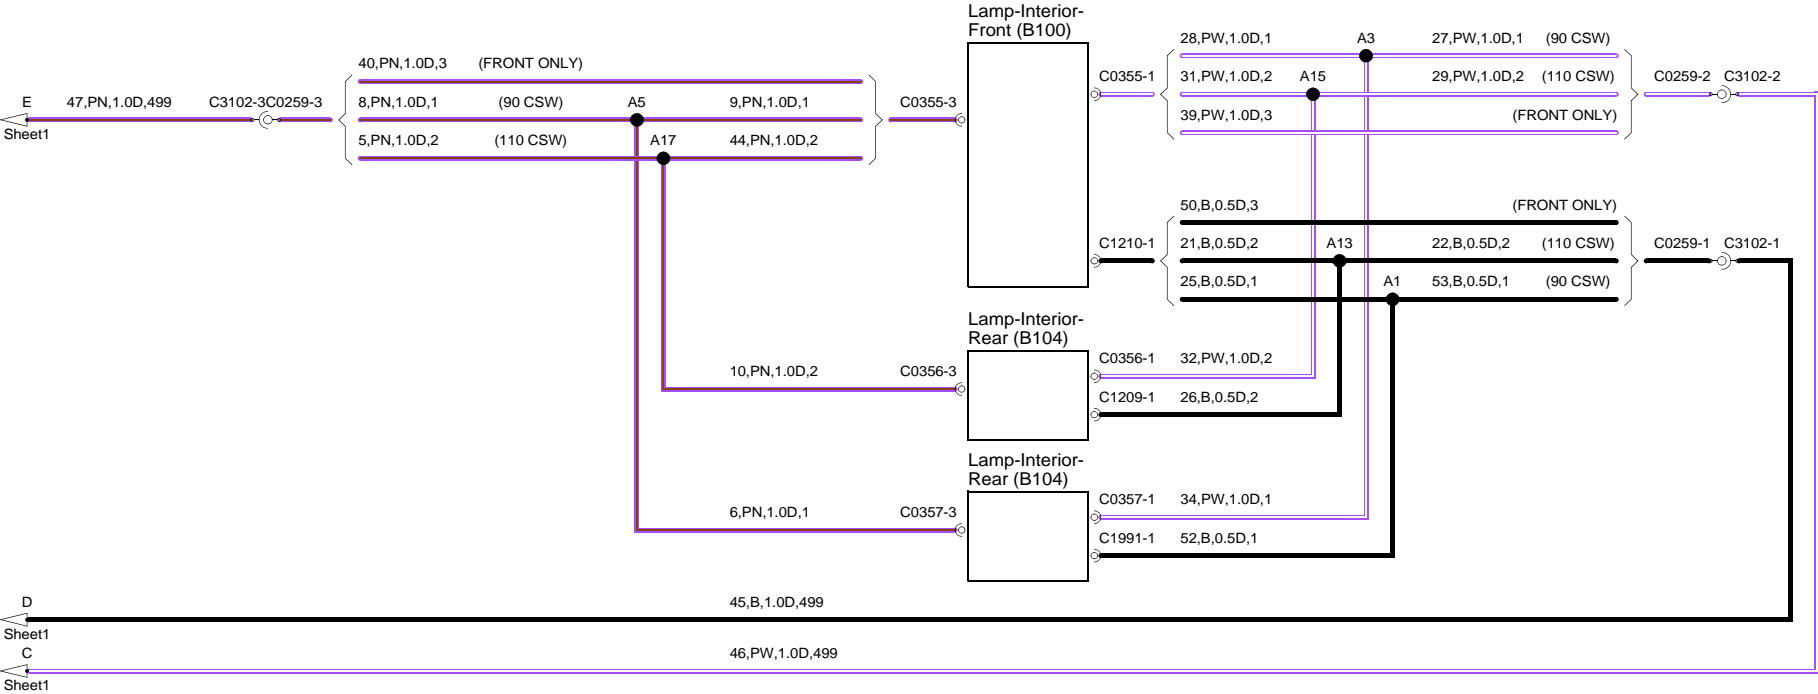 Lamp-Interior-
Front (B100)
40,PN,1.0D,3 (FRONT ONLY)
E 47,PN,1.0D,499 C3102-3C0259-3 8,PN,1.0D,1 (90 CSW) A5 9,PN,1.0D,1 C0355-3
Sheet1
5,PN,1.0D,2 (110 CSW) A17 44,PN,1.0D,2
28,PW,1.0D,1 A3 27,PW,1.0D,1 (90 CSW)
C0355-1 31,PW,1.0D,2 A15 29,PW,1.0D,2 (110 CSW) C0259-2 C3102-2
39,PW,1.0D,3 (FRONT ONLY)
50,B,0.5D,3 (FRONT ONLY)
C1210-1 21,B,0.5D,2 A13 22,B,0.5D,2 (110 CSW) C0259-1 C3102-1
25,B,0.5D,1 A1 53,B,0.5D,1 (90 CSW)
Lamp-Interior-
Rear (B104)
10,PN,1.0D,2 C0356-3
C0356-1 32,PW,1.0D,2
C1209-1 26,B,0.5D,2
Lamp-Interior-
Rear (B104)
6,PN,1.0D,1 C0357-3
C0357-1 34,PW,1.0D,1
C1991-1 52,B,0.5D,1
D 45,B,1.0D,499
Sheet1
C 46,PW,1.0D,499
Sheet1